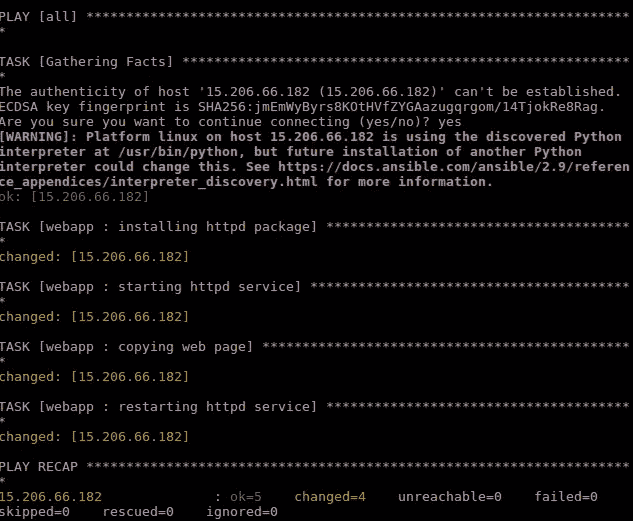 PLAY [all] ********************************************************************
*
TASK [Gathering Facts] ********************************************************
*
The authenticity of host '15.206.66.182 (15.206.66.182)' can't be established.
ECDSA key fingerprint is SHA256:jmEmWyByrs8KOtHVfZYGAazugqrgom/14TjokRe8Rag.
Are you sure you want to continue connecting (yes/no)? yes
[WARNING]: Platform linux on host 15.206.66.182 is using the discovered Python
interpreter at /usr/bin/python, but future installation of another Python
interpreter could change this. See https://docs.ansible.com/ansible/2.9/referen
ce_appendices/interpreter_discovery.html for more information.
ok: [15.206.66.182]
TASK [webapp : installing httpd package] **************************************
*
changed: [15.206.66.182]
TASK [webapp : starting httpd service] ****************************************
*
changed: [15.206.66.182]
TASK [webapp : copying web page] **********************************************
*
changed: [15.206.66.182]
TASK [webapp : restarting httpd service] **************************************
*
changed: [15.206.66.182]
PLAY RECAP ********************************************************************
*
15.206.66.182              : ok=5    changed=4    unreachable=0    failed=0
skipped=0    rescued=0    ignored=0